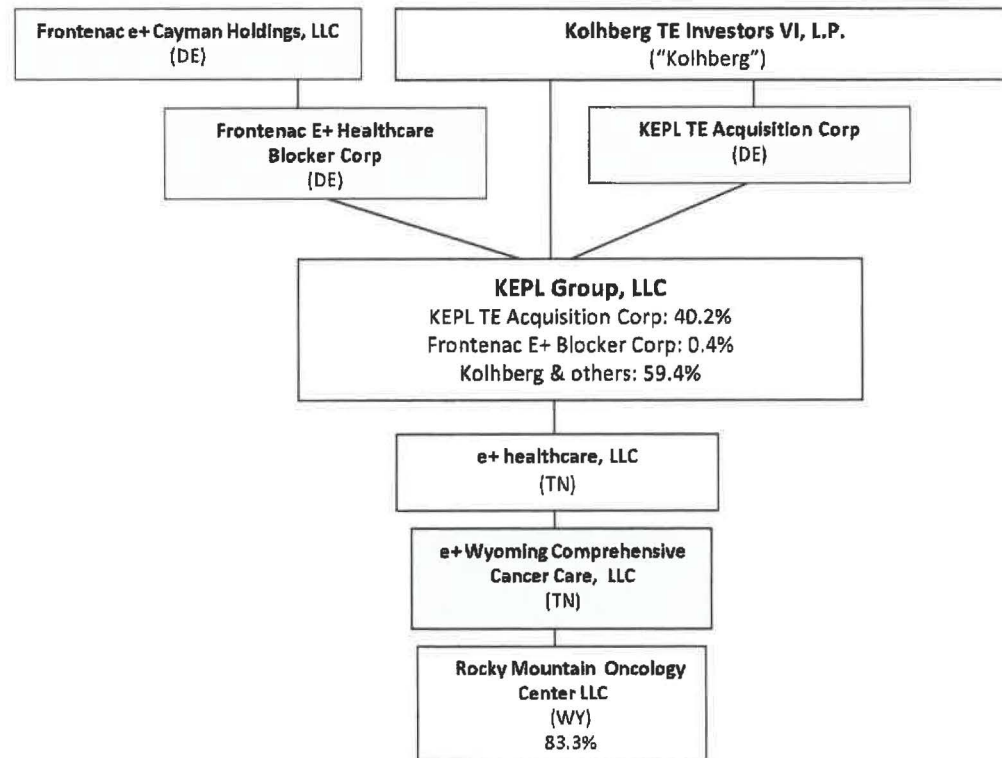 Frontenac e+ Cayman Holdings, LLC
(DE)
Kolhberg TE Investors VI, L.P.
("Kolhberg")
Frontenac E+ Healthcare
Blocker Corp
(DE)
KEPL TE Acquisition Corp
(DE)
KEPL Group, LLC
KEPL TE Acquisition Corp: 40.2%
Frontenac E+ Blocker Corp: 0.4%
Kolhberg & others: 59.4%
e+ healthcare, LLC
(TN)
e+ Wyoming Comprehensive
Cancer Care, LLC
(TN)
Rocky Mountain Oncology
Center LLC
(WY)
83.3%